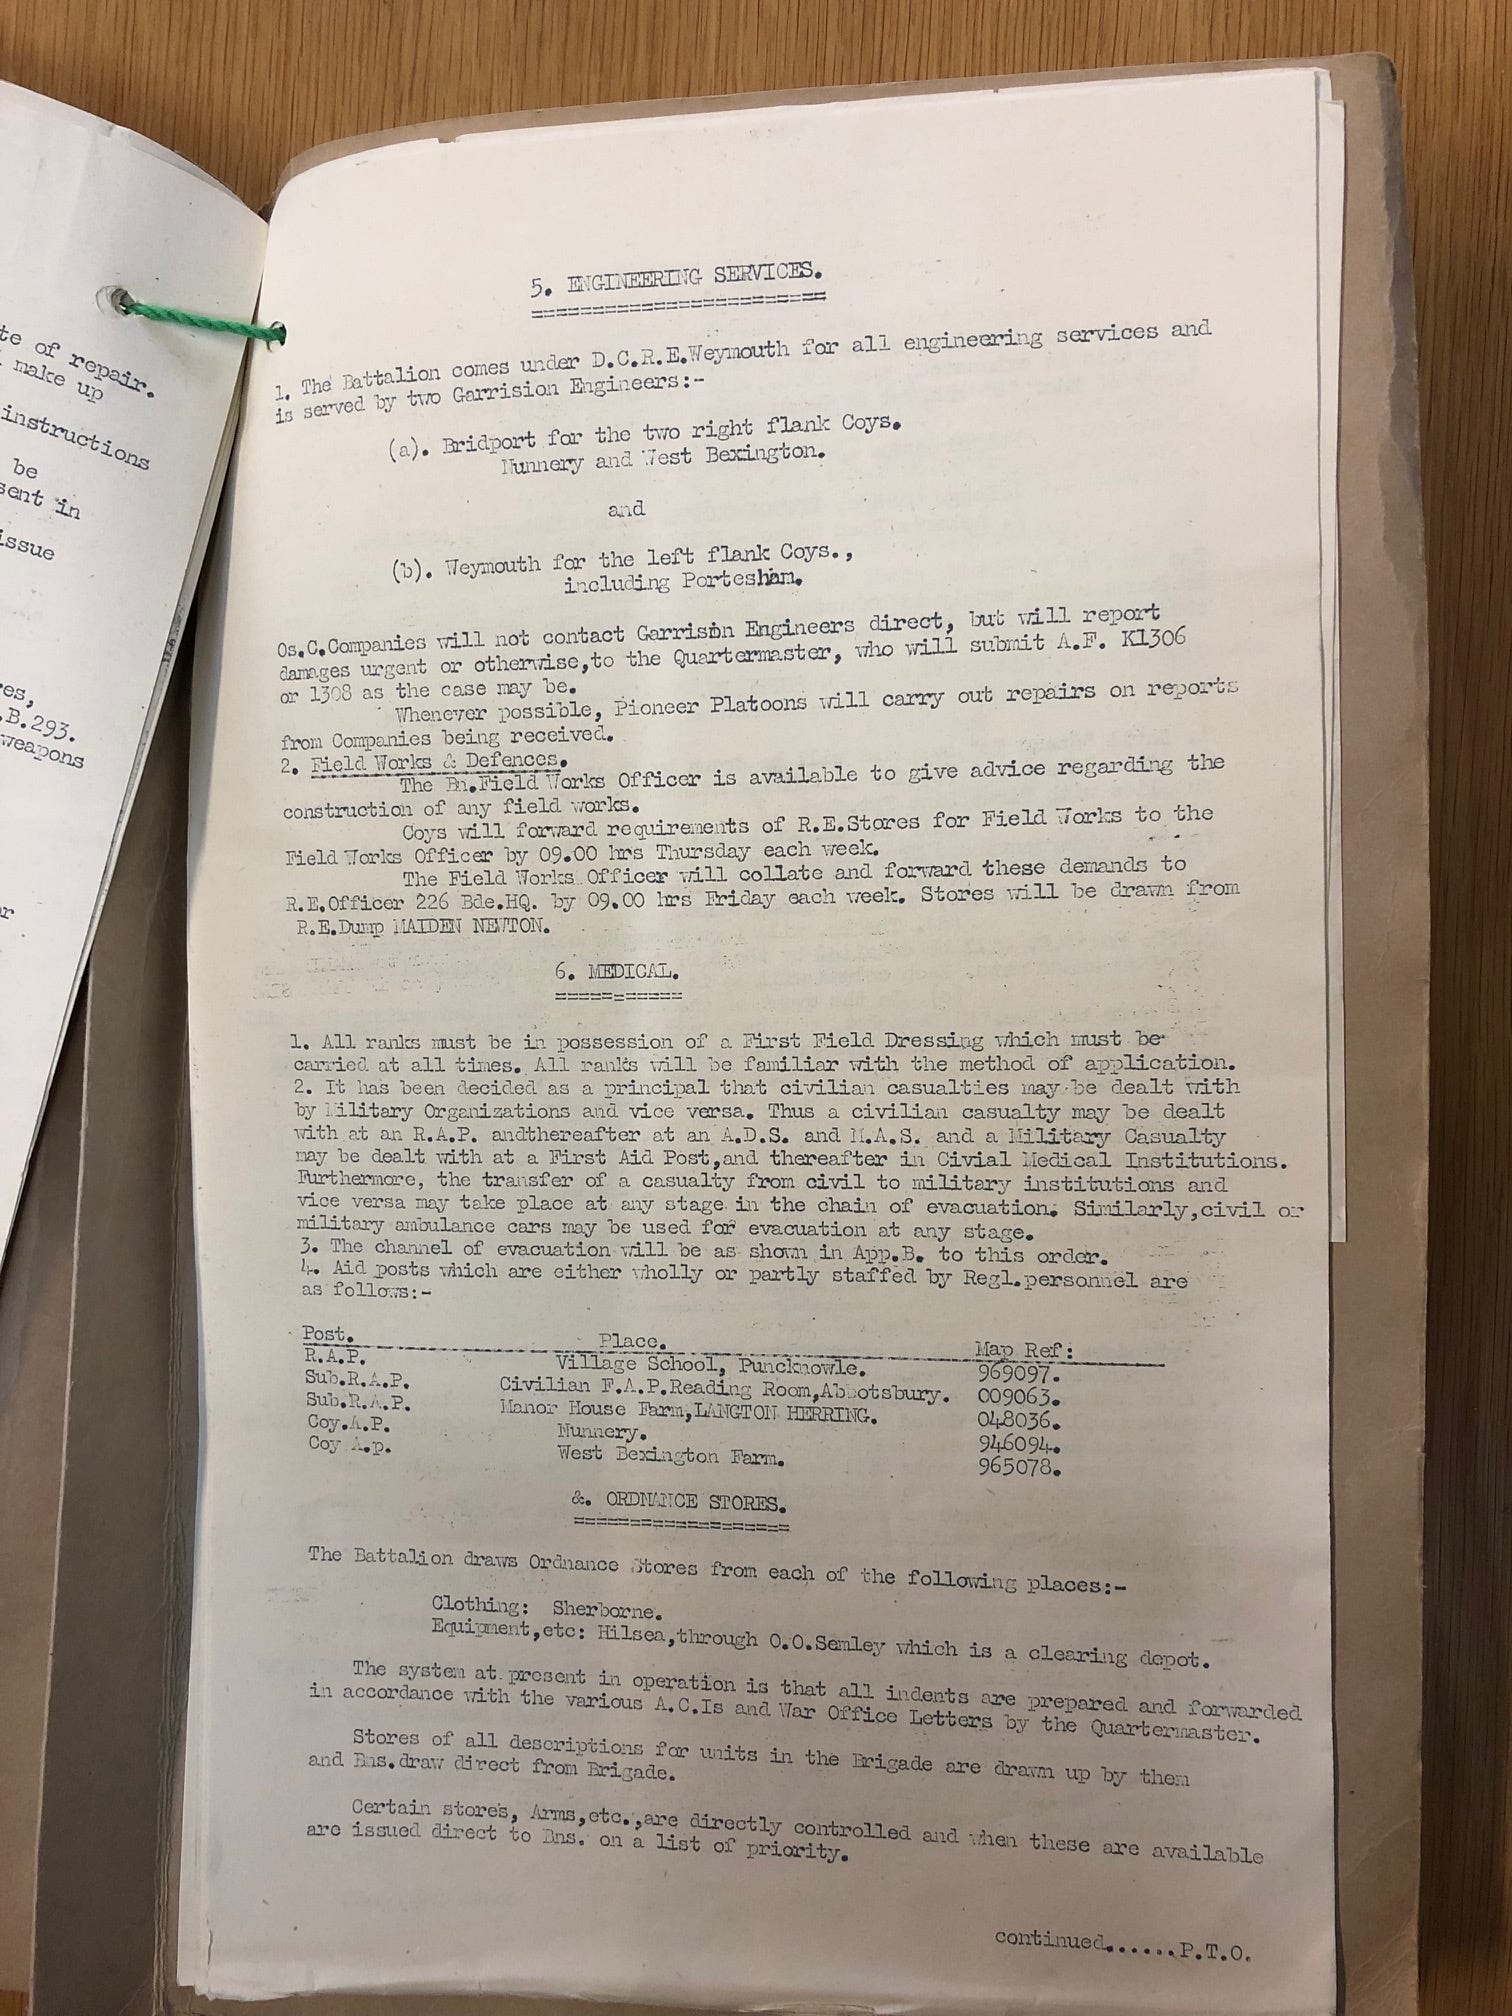 te of repair.
make up
instructions
be
sent in
issue
res,
.B.293.
weapons
or
5. ENGINEERING SERVICES.
========================
1. The Battalion comes under D.C.R.E.Weymouth for all engineering services and
is served by two Garrision Engineers:-
(a). Bridport for the two right flank Coys.
Nunnery and West Bexington.
and
(b). Weymouth for the left flank Coys.,
including Portesham.
Os.C.Companies will not contact Garrison Engineers direct, but will report
damages urgent or otherwise,to the Quartermaster, who will submit A.F. K1306
or 1308 as the case may be.
Whenever possible, Pioneer Platoons will carry out repairs on reports
from Companies being received.
2. Field Works & Defences.
The Bn.Field Works Officer is available to give advice regarding the
construction of any field works.
Coys will forward requirements of R.E.Stores for Field Works to the
Field Works Officer by 09.00 hrs Thursday each week.
The Field Works Officer will collate and forward these demands to
R.E.Officer 226 Bde.HQ. by 09.00 hrs Friday each week. Stores will be drawn from
R.E.Dump MAIDEN NEWTON.
6. MEDICAL.
===========
1. All ranks must be in possession of a First Field Dressing which must be
carried at all times. All ranks will be familiar with the method of application.
2. It has been decided as a principal that civilian casualties may be dealt with
by Military Organizations and vice versa. Thus a civilian casualty may be dealt
with at an R.A.P. andthereafter at an A.D.S. and M.A.S. and a Military Casualty
may be dealt with at a First Aid Post,and thereafter in Civial Medical Institutions.
Furthermore, the transfer of a casualty from civil to military institutions and
vice versa may take place at any stage in the chain of evacuation. Similarly,civil or
military ambulance cars may be used for evacuation at any stage.
3. The channel of evacuation will be as shown in App.B. to this order.
4. Aid posts which are either wholly or partly staffed by Regl.personnel are
as follows:-
Post. Place. Map Ref:
R.A.P. Village School, Puncknowle. 969097.
Sub.R.A.P. Civilian F.A.P.Reading Room,Abbotsbury. 009063.
Sub.R.A.P. Manor House Farm,LANGTON HERRING. 048036.
Coy.A.P. Nunnery. 946094.
Coy A.p. West Bexington Farm. 965078.
&. ORDNANCE STORES.
===================
The Battalion draws Ordnance Stores from each of the following places:-
Clothing: Sherborne.
Equipment,etc: Hilsea,through O.O.Semley which is a clearing depot.
The system at present in operation is that all indents are prepared and forwarded
in accordance with the various A.C.Is and War Office Letters by the Quartermaster.
Stores of all descriptions for units in the Brigade are drawn up by them
and Bns.draw direct from Brigade.
Certain stores, Arms,etc.,are directly controlled and when these are available
are issued direct to Bns. on a list of priority.
continued......P.T.O.